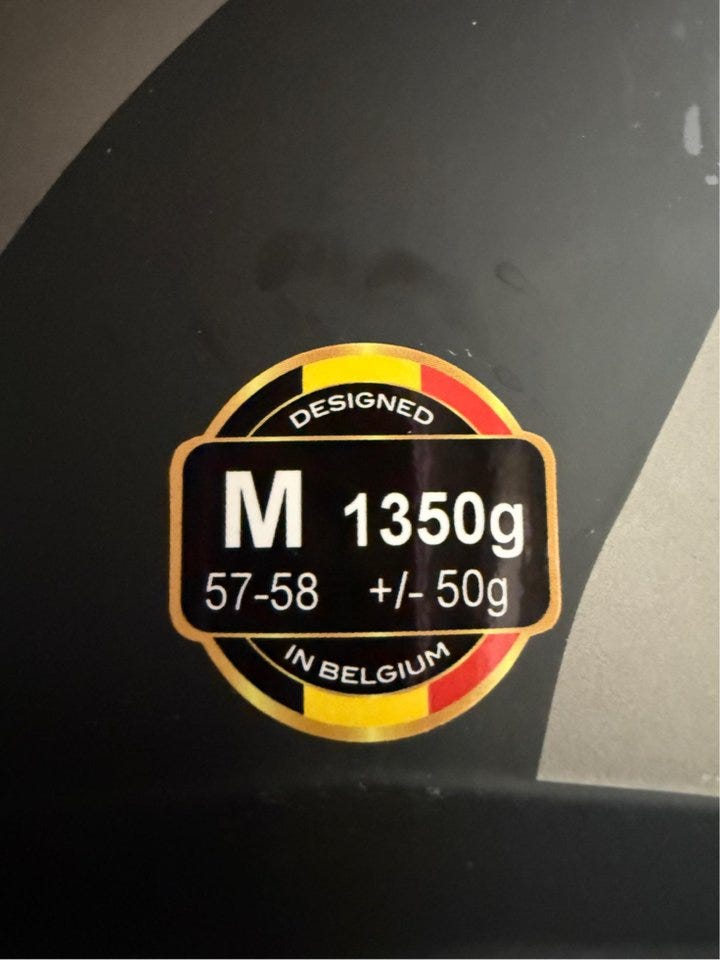 DESIGNED
M 1350g
57-58 +/- 50g
IN BELGIUM